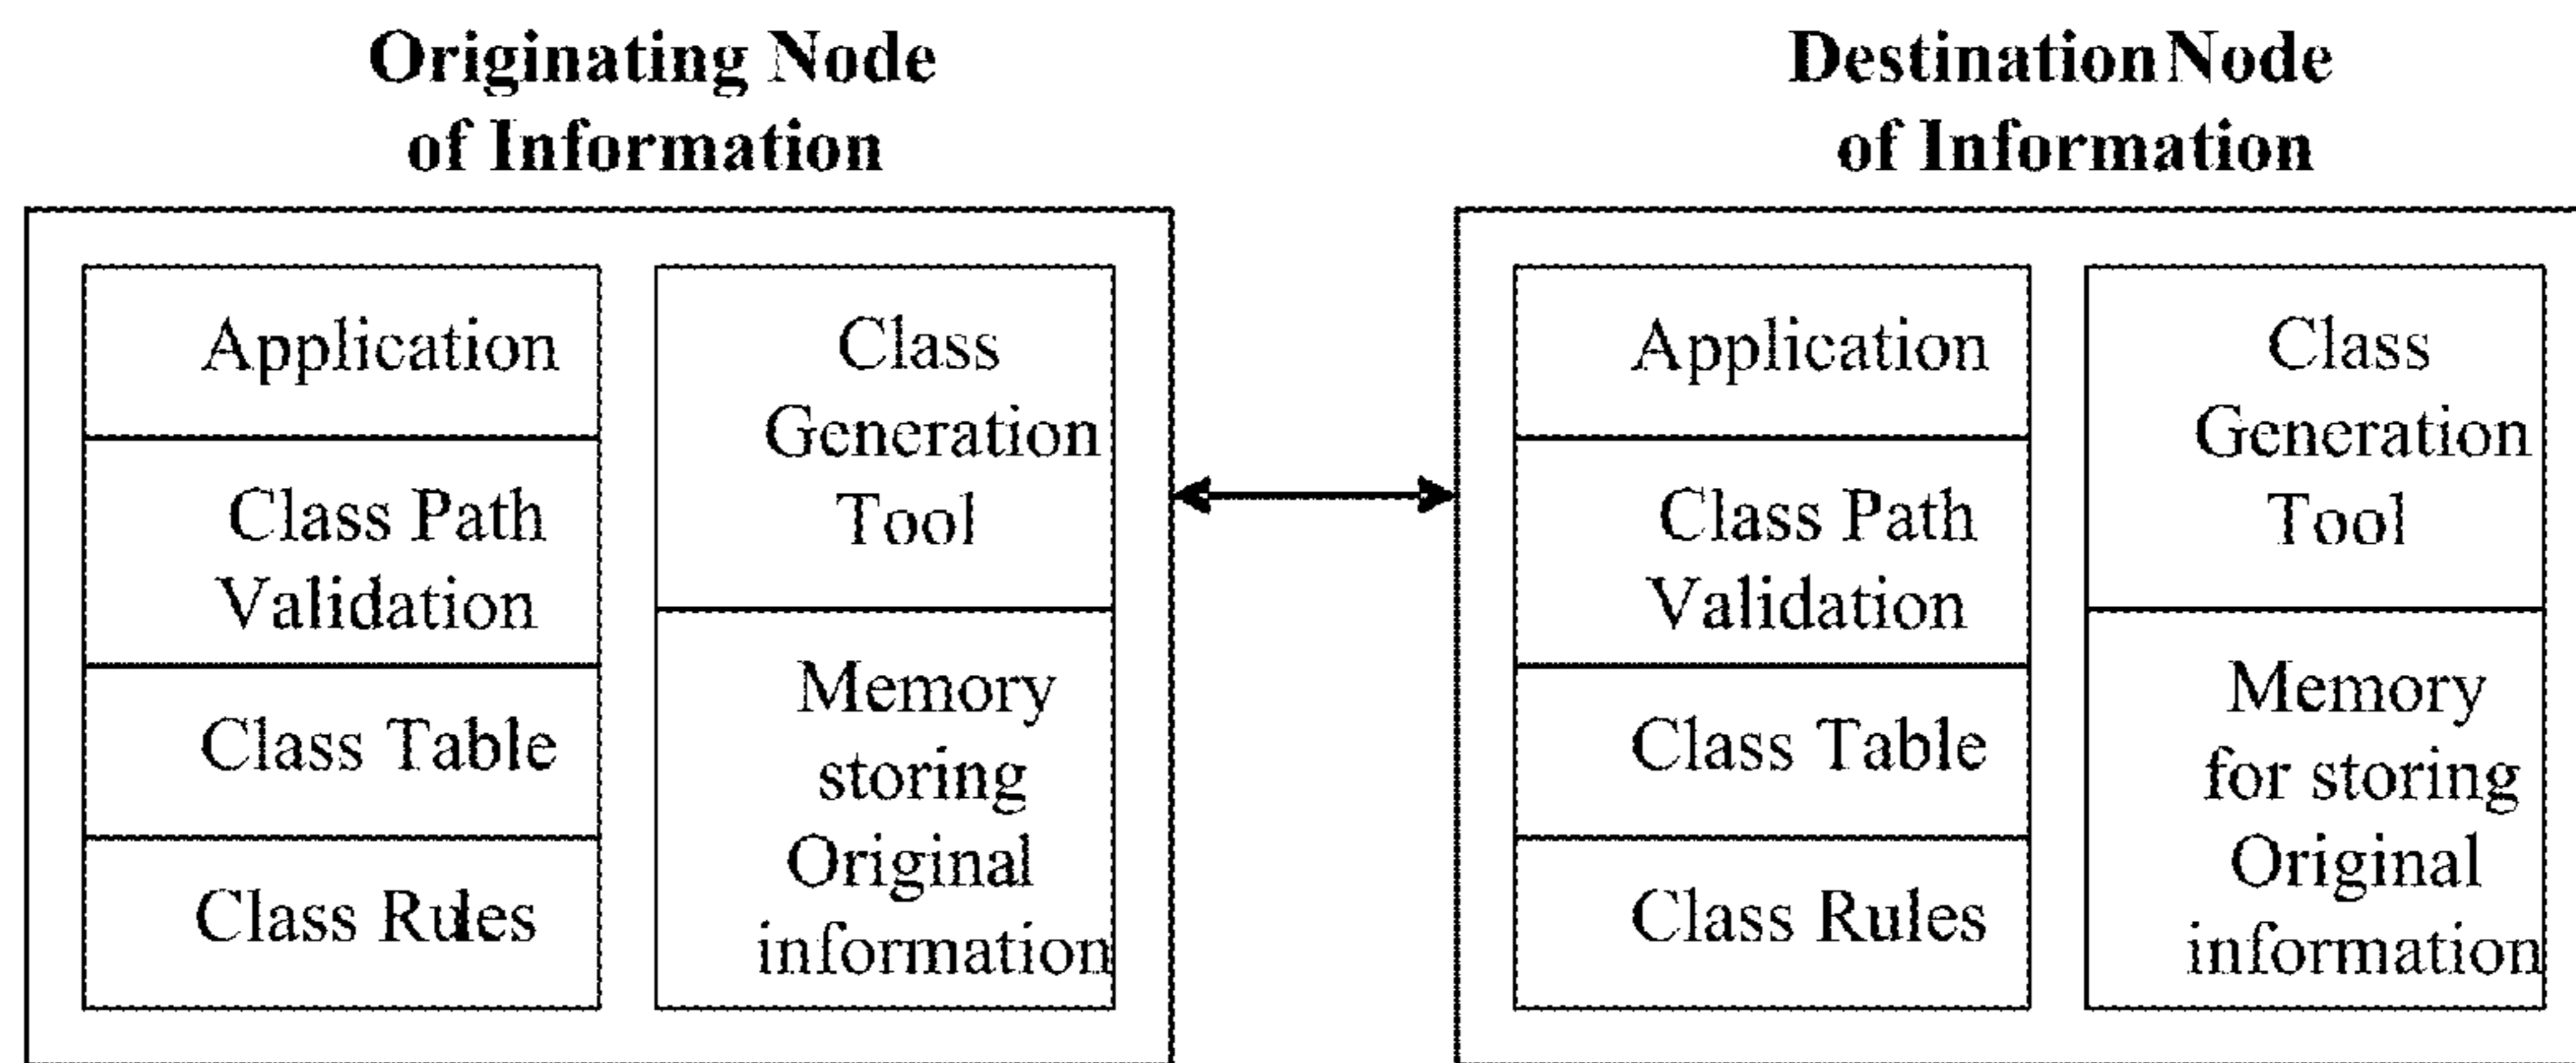 Originating Node
of Information
Application
Class Path
Validation
Class Table
Class Rules
Class
Generation
Tool
Memory
storing
Original
information
Destination Node
of Information
Application
Class Path
Validation
Class Table
Class Rules
Class
Generation
Tool
Memory
for storing
Original
information